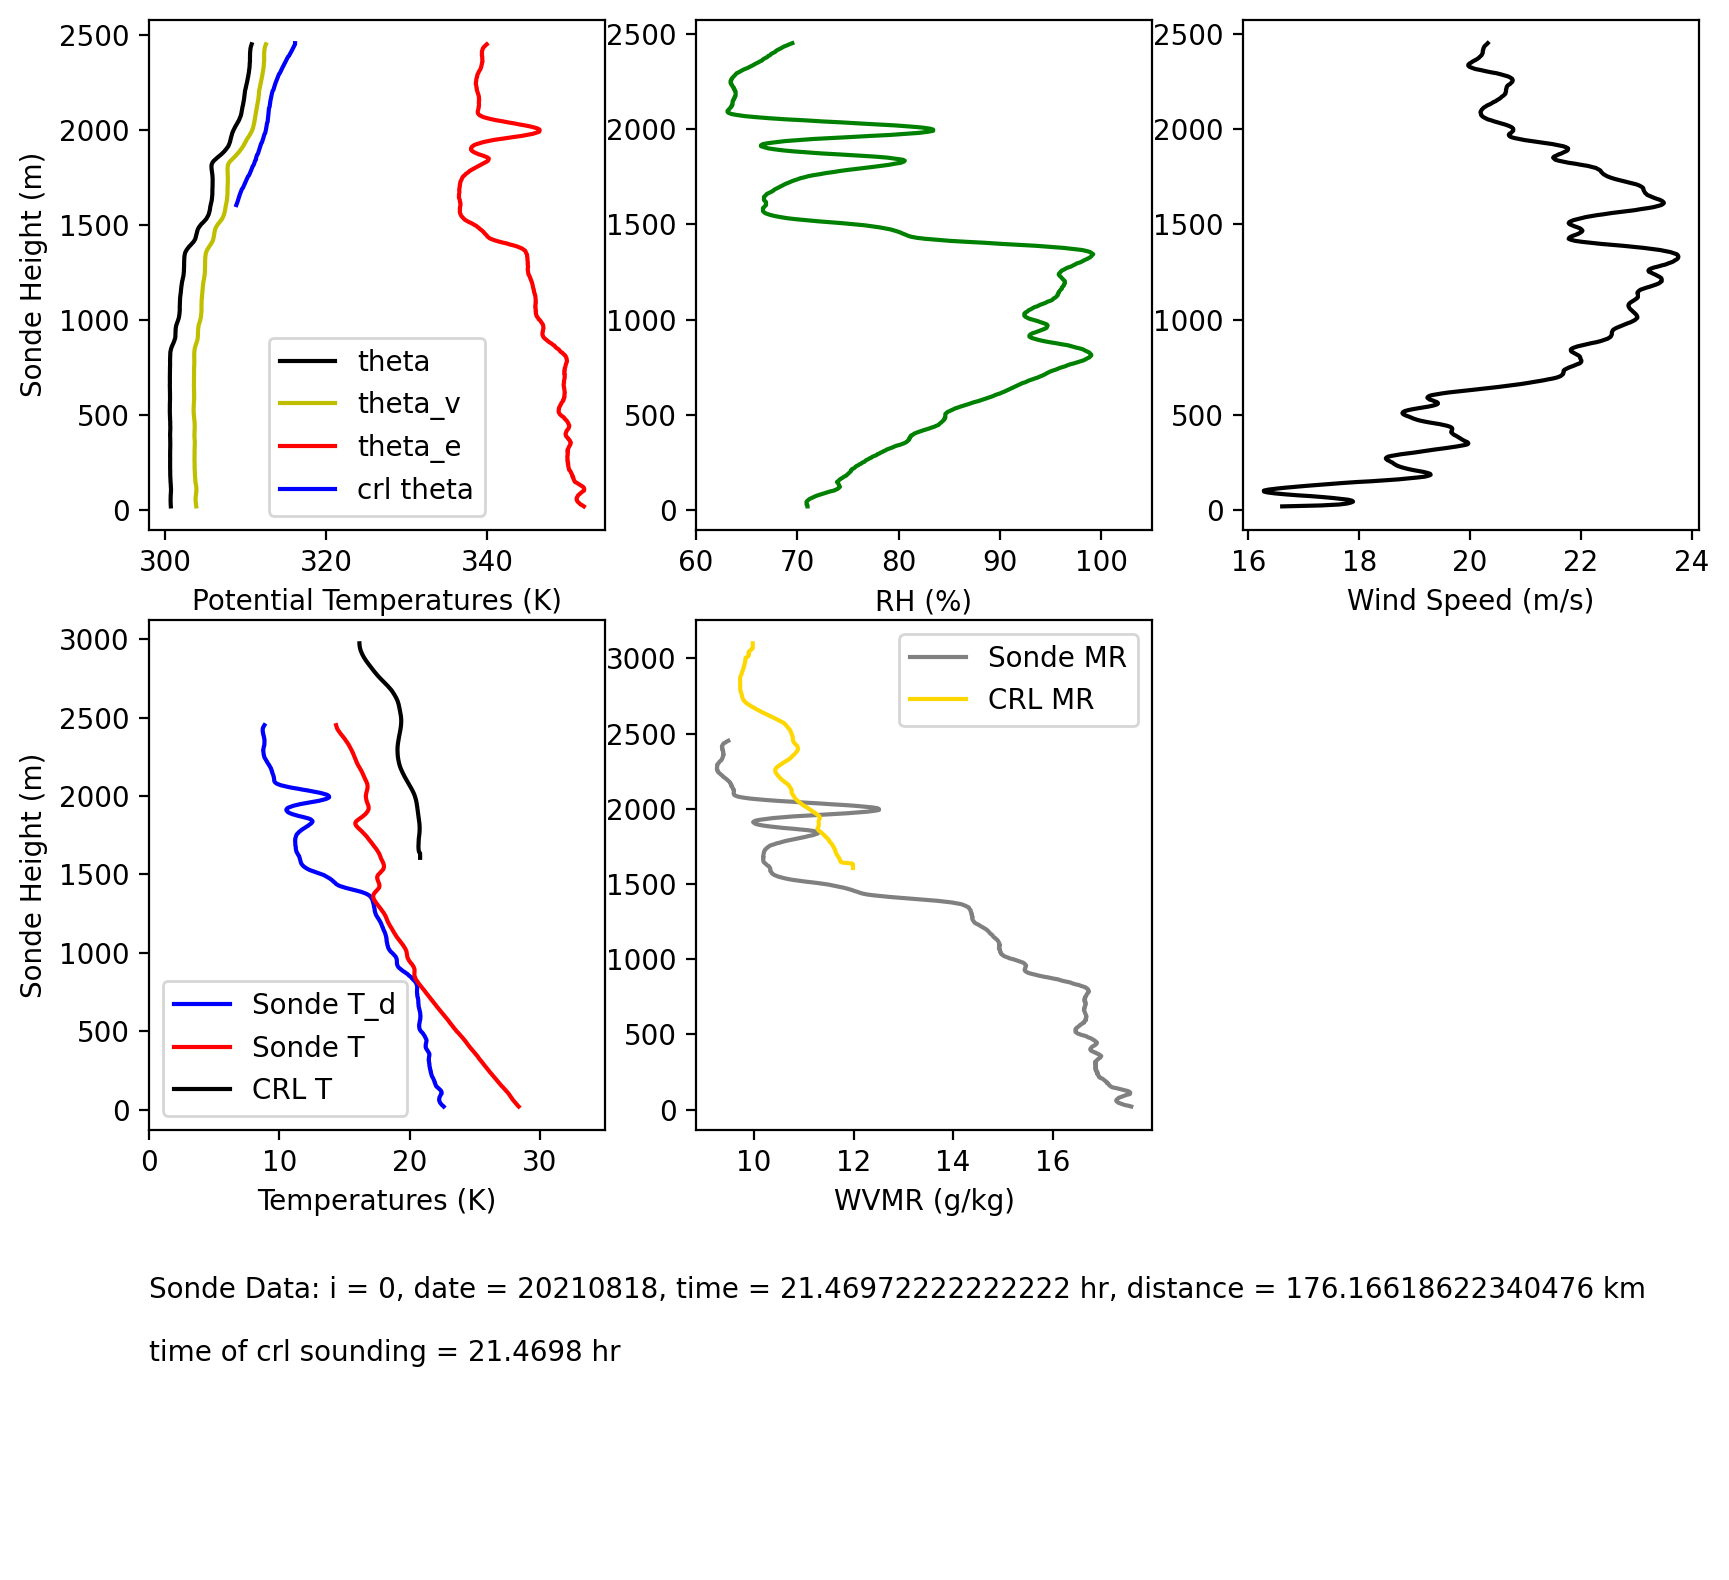 2500
2000
1500
1000
500
0
Sonde Height (m)
theta
theta_v
theta_e
crl theta
300 320 340
Potential Temperatures (K)
2500
2000
1500
1000
500
0
60 70 80 90 100
RH (%)
2500
2000
1500
1000
500
0
16 18 20 22 24
Wind Speed (m/s)
3000
2500
2000
1500
1000
500
0
Sonde Height (m)
Sonde T_d
Sonde T
CRL T
0 10 20 30
Temperatures (K)
3000
2500
2000
1500
1000
500
0
Sonde MR
CRL MR
10 12 14 16
WVMR (g/kg)
Sonde Data: i = 0, date = 20210818, time = 21.46972222222222 hr, distance = 176.16618622340476 km
time of crl sounding = 21.4698 hr